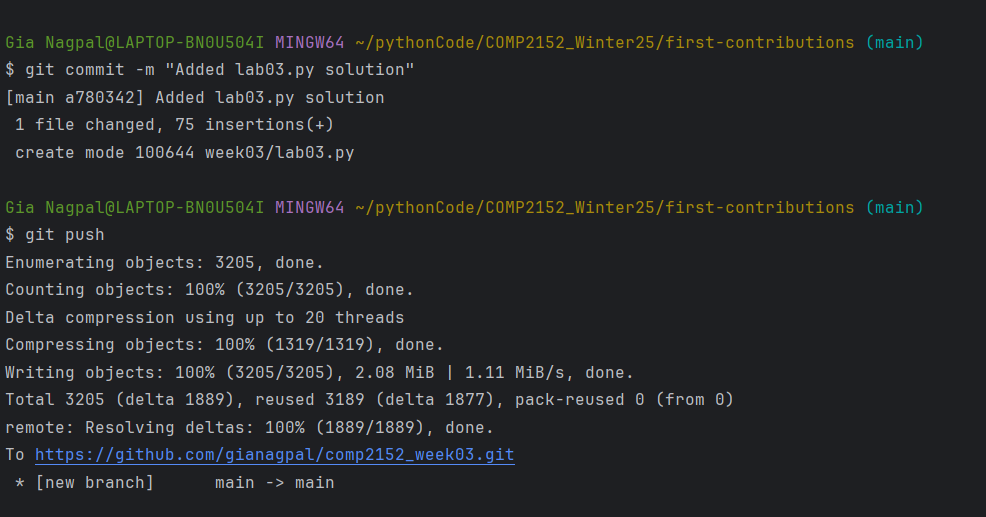 Gia Nagpal@LAPTOP-BN0U504I MINGW64 ~/pythonCode/COMP2152_Winter25/first-contributions (main)
$ git commit -m "Added lab03.py solution"
[main a780342] Added lab03.py solution
 1 file changed, 75 insertions(+)
 create mode 100644 week03/lab03.py
Gia Nagpal@LAPTOP-BN0U504I MINGW64 ~/pythonCode/COMP2152_Winter25/first-contributions (main)
$ git push
Enumerating objects: 3205, done.
Counting objects: 100% (3205/3205), done.
Delta compression using up to 20 threads
Compressing objects: 100% (1319/1319), done.
Writing objects: 100% (3205/3205), 2.08 MiB | 1.11 MiB/s, done.
Total 3205 (delta 1889), reused 3189 (delta 1877), pack-reused 0 (from 0)
remote: Resolving deltas: 100% (1889/1889), done.
To https://github.com/gianagpal/comp2152_week03.git
 * [new branch]      main -> main